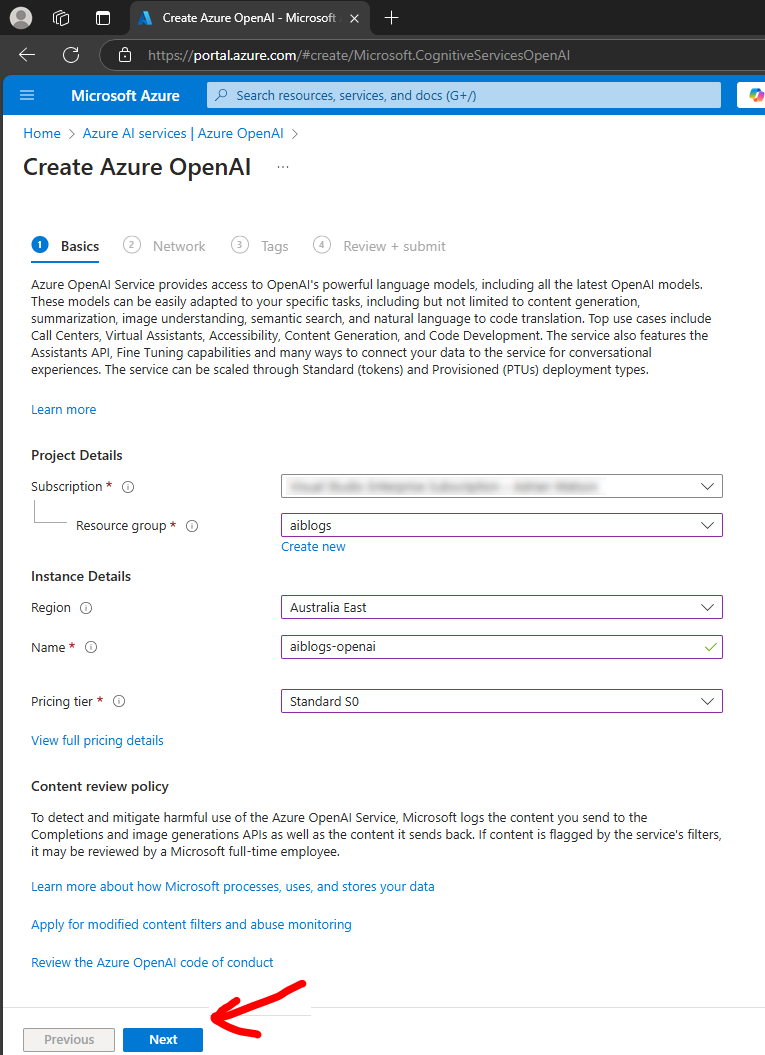 Create Azure OpenAI - Microsoft
https://portal.azure.com/#create/Microsoft.CognitiveServicesOpenAI
Microsoft Azure
Search resources, services, and docs (G+/)
Home > Azure AI services | Azure OpenAI >
Create Azure OpenAI ...
1 Basics 2 Network 3 Tags 4 Review + submit
Azure OpenAI Service provides access to OpenAI's powerful language models, including all the latest OpenAI models.
These models can be easily adapted to your specific tasks, including but not limited to content generation,
summarization, image understanding, semantic search, and natural language to code translation. Top use cases include
Call Centers, Virtual Assistants, Accessibility, Content Generation, and Code Development. The service also features the
Assistants API, Fine Tuning capabilities and many ways to connect your data to the service for conversational
experiences. The service can be scaled through Standard (tokens) and Provisioned (PTUs) deployment types.
Learn more
Project Details
Subscription *
Resource group * aiblogs
Create new
Instance Details
Region Australia East
Name * aiblogs-openai
Pricing tier * Standard S0
View full pricing details
Content review policy
To detect and mitigate harmful use of the Azure OpenAI Service, Microsoft logs the content you send to the
Completions and image generations APIs as well as the content it sends back. If content is flagged by the service's filters,
it may be reviewed by a Microsoft full-time employee.
Learn more about how Microsoft processes, uses, and stores your data
Apply for modified content filters and abuse monitoring
Review the Azure OpenAI code of conduct
Previous Next